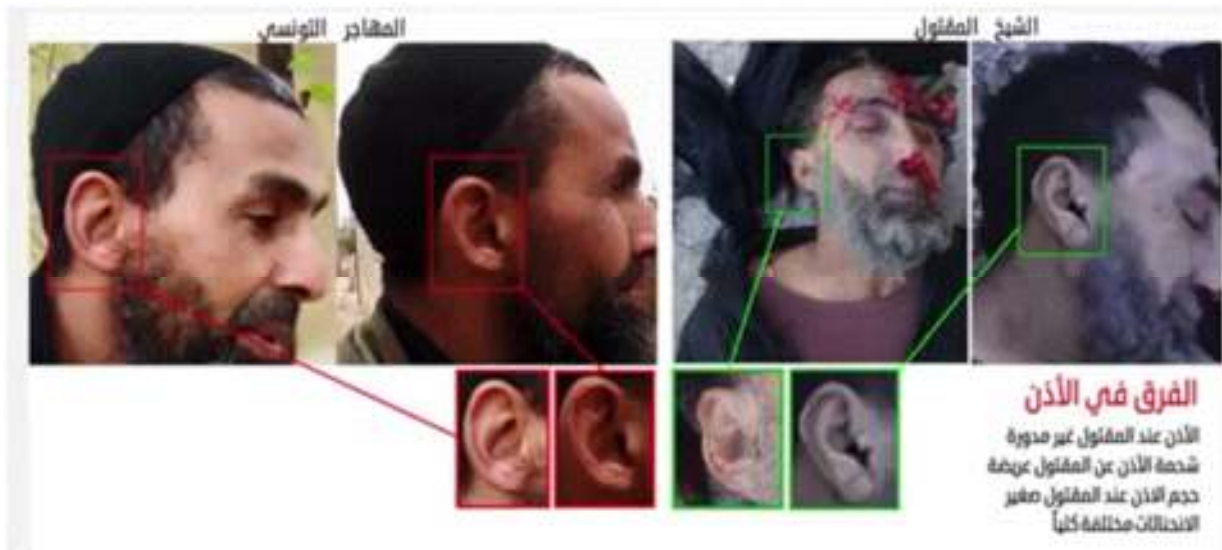 الشيخ المقتول
المهاجر التونسي
الفرق في الأذن
الأذن عند المقتول غير مدورة
شحمة الأذن عن المقتول عريضة
حجم الاذن عند المقتول صغير
الانحنائات مختلفة كلياً